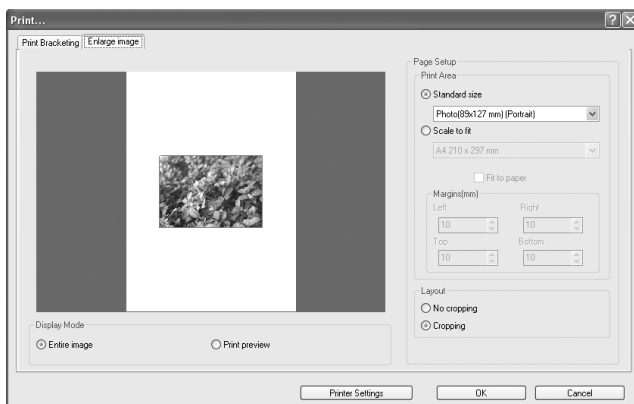 Print...
Print Bracketing
Enlarge image
Page Setup
Print Area
Standard size
Photo(89x127 mm) (Portrait)
Scale to fit
A4 210 x 297 mm
Fit to paper
Margins(mm)
Left Right
10 10
Top Bottom
10 10
Layout
No cropping
Cropping
Display Mode
Entire image Print preview
Printer Settings OK Cancel